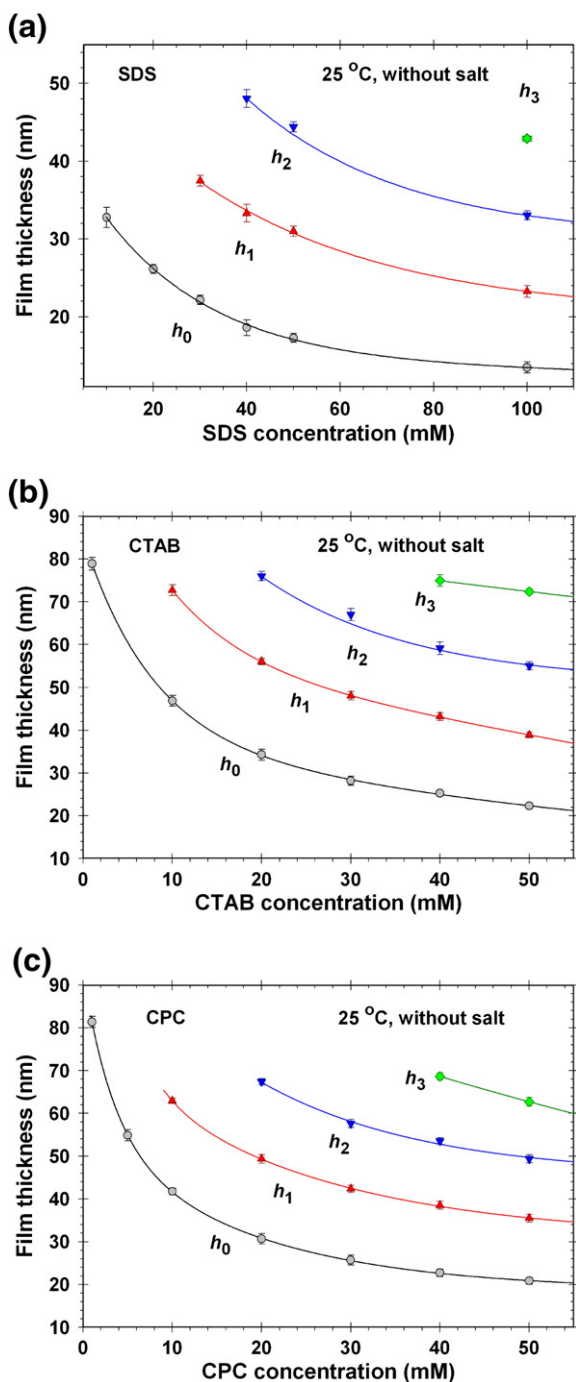 (a)
SDS 25 °C, without salt
h3
h2
h1
h0
48
38
28
20
Film thickness (nm)
20 40 60 80 100
SDS concentration (mM)
(b)
CTAB 25 °C, without salt
h3
h2
h1
h0
90
80
70
60
50
40
30
20
10
Film thickness (nm)
0 10 20 30 40 50
CTAB concentration (mM)
(c)
CPC 25 °C, without salt
h3
h2
h1
h0
90
80
70
60
50
40
30
20
10
Film thickness (nm)
0 10 20 30 40 50
CPC concentration (mM)